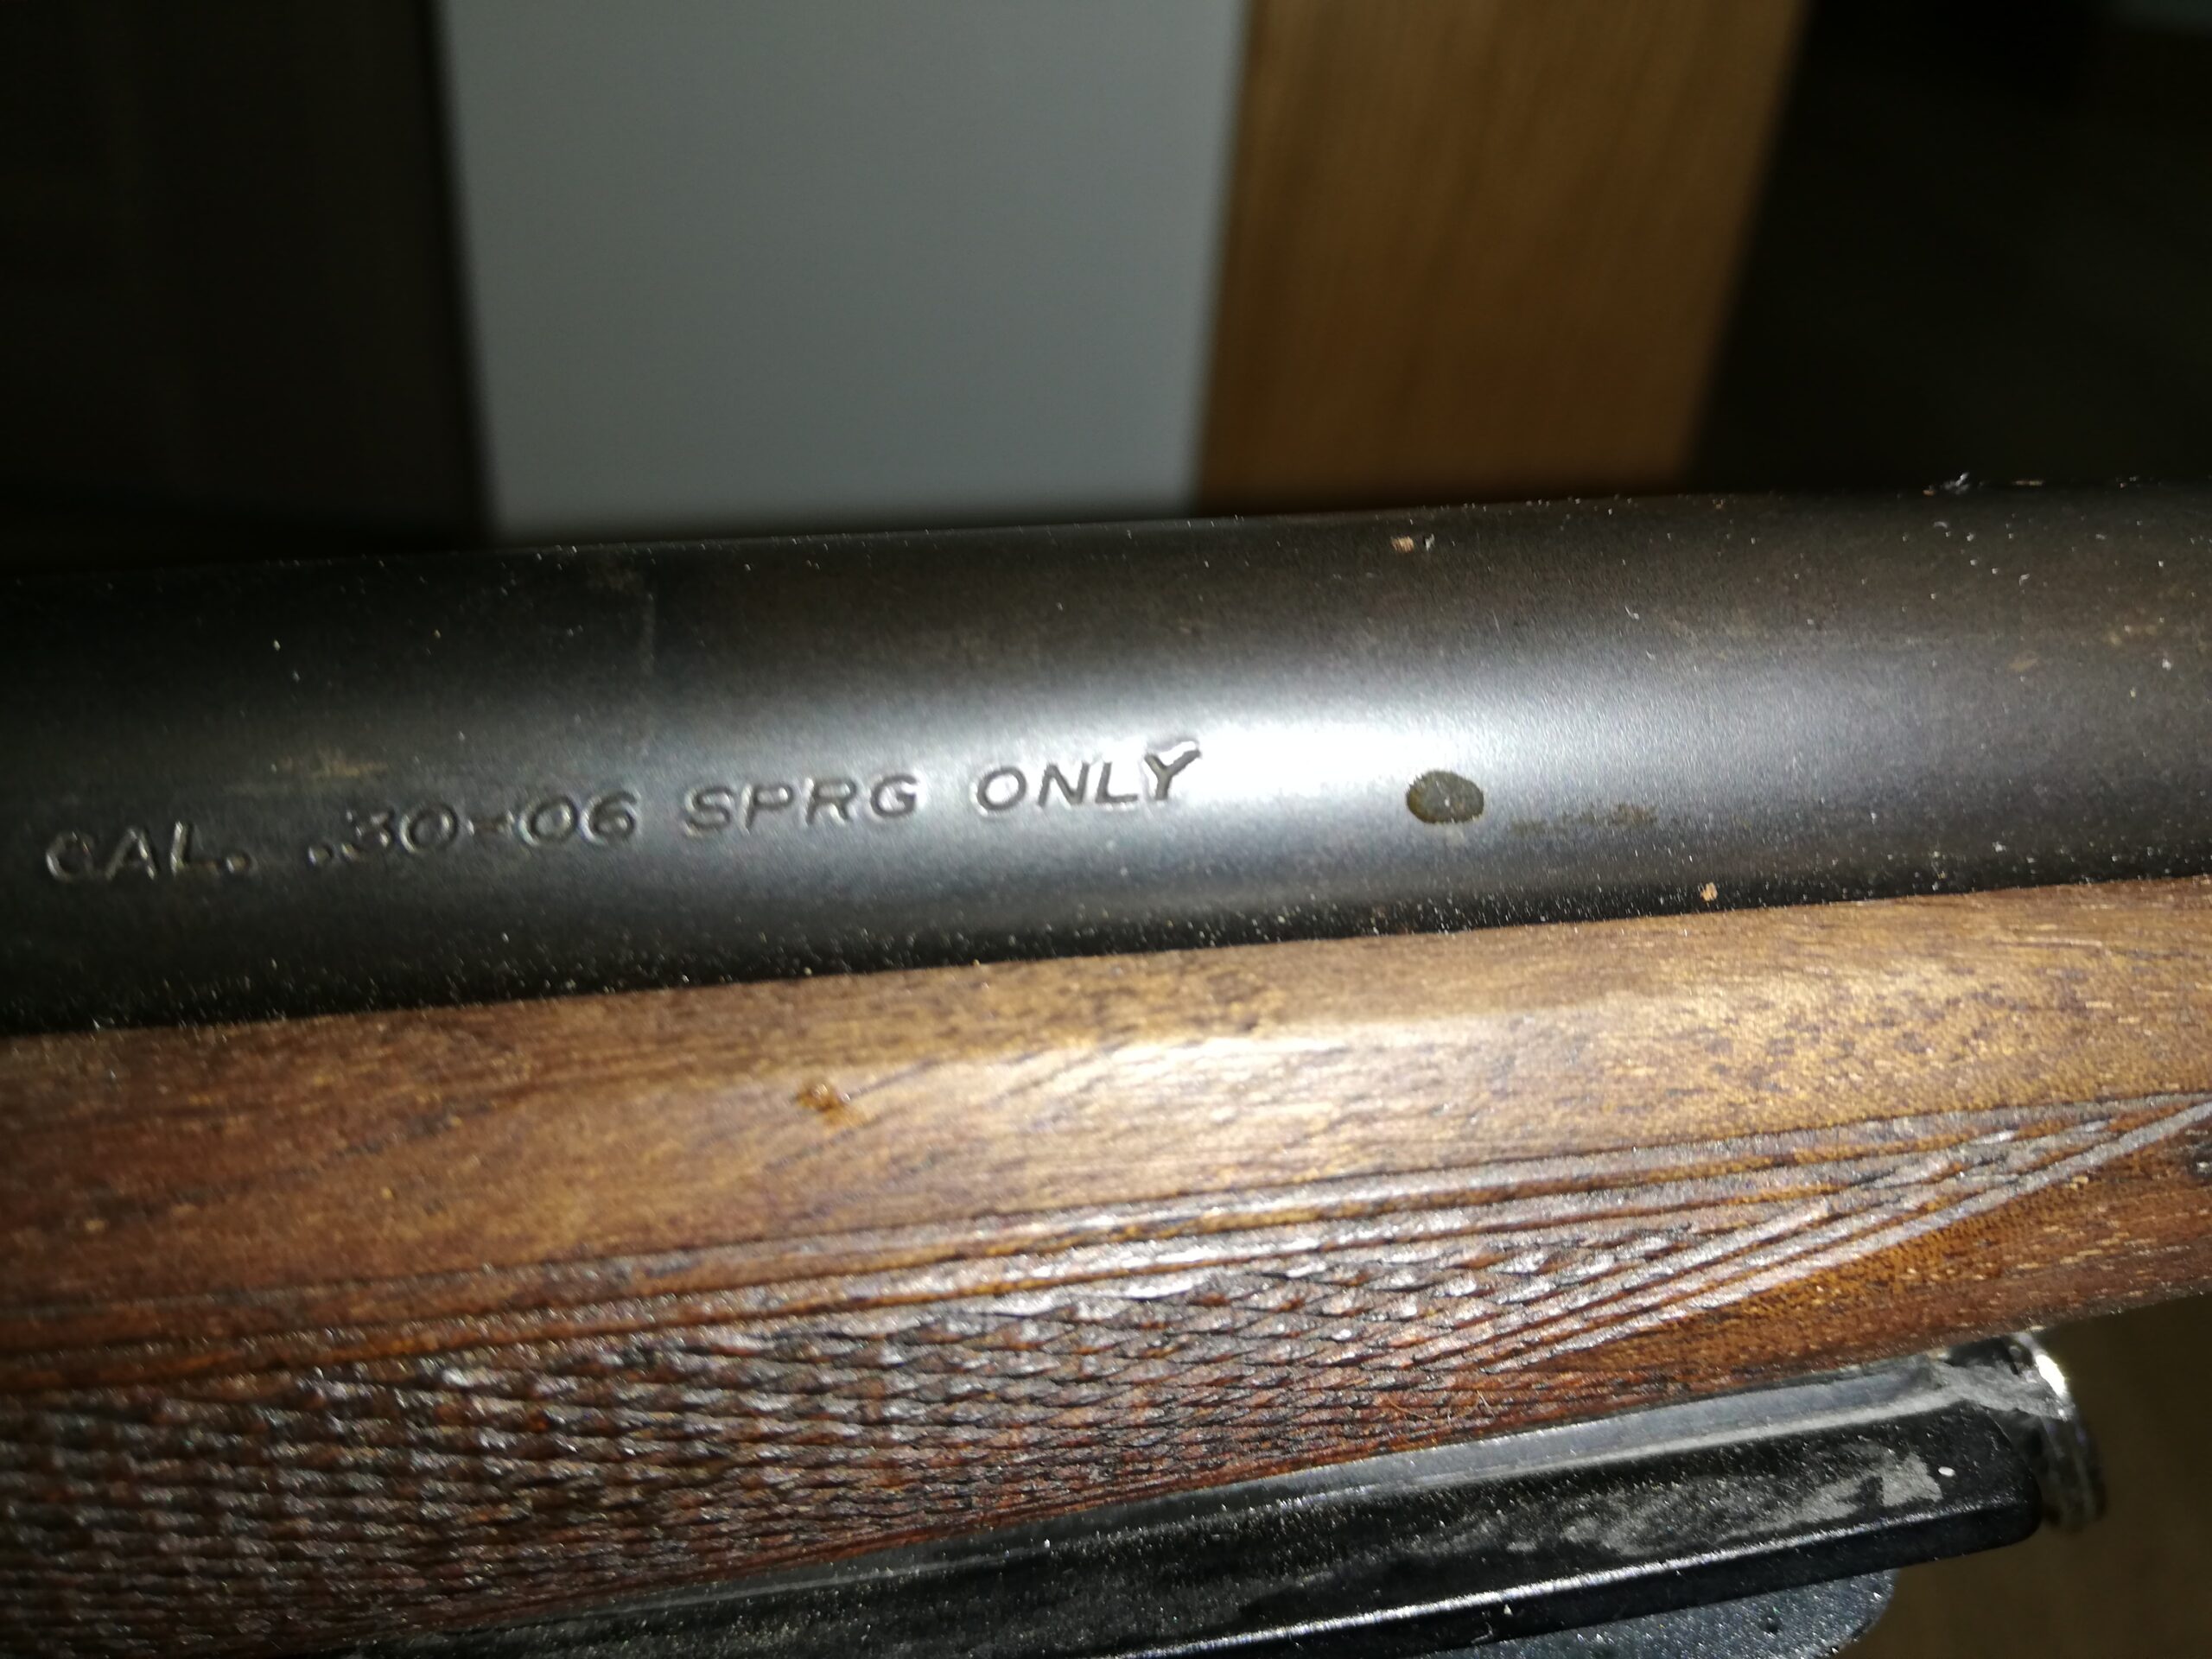 CAL. .30-06 SPRG ONLY